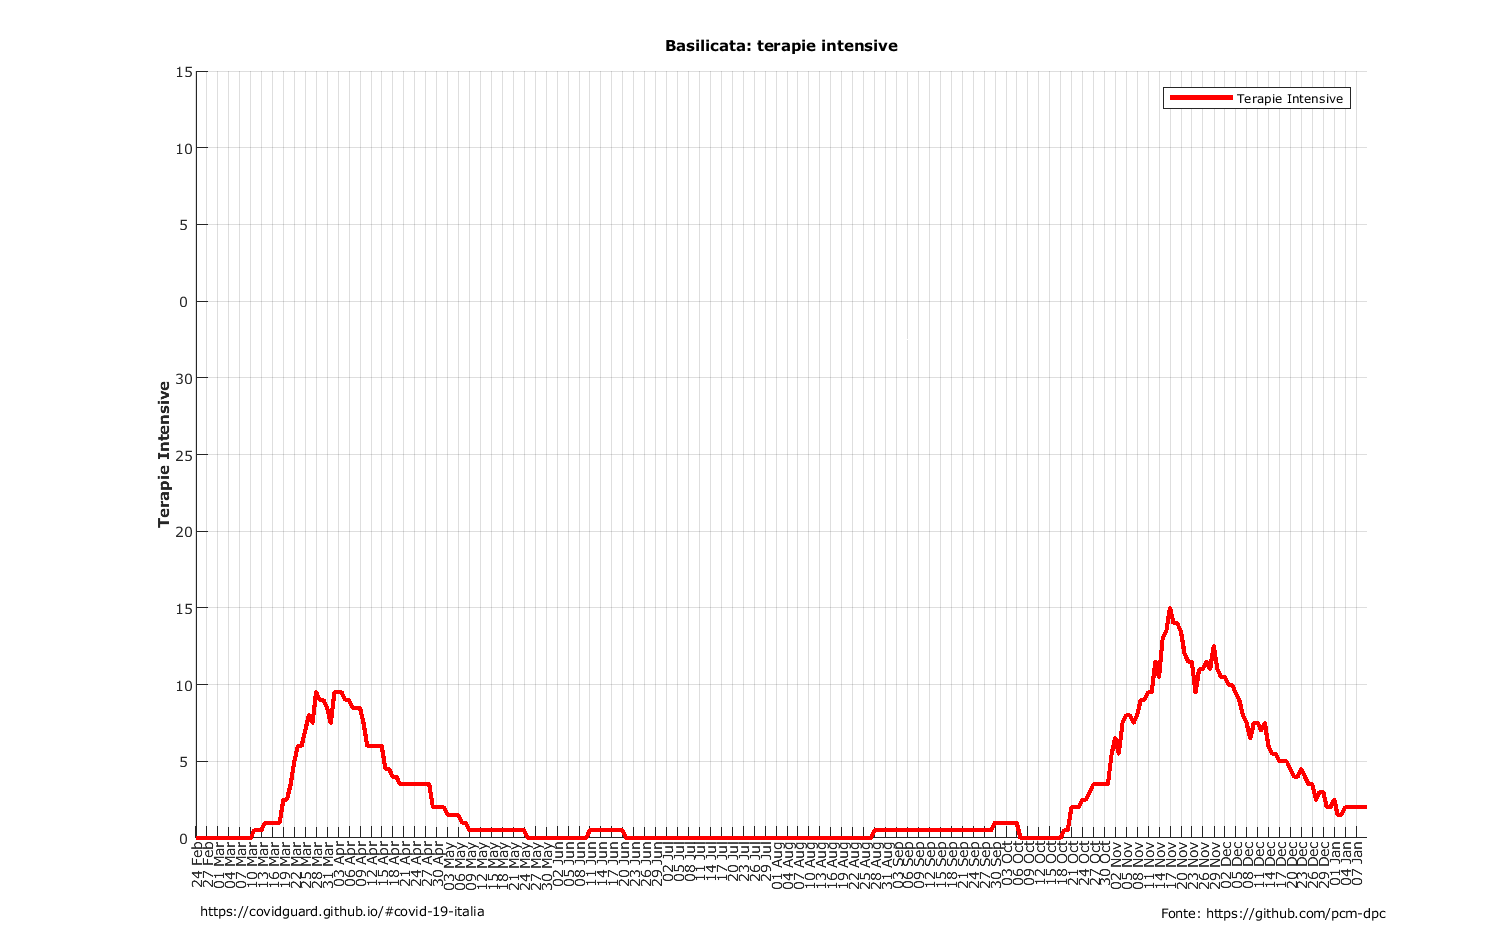 Basilicata: terapie intensive
Terapie Intensive
15
10
5
0
30
25
20
15
10
5
0
Terapie Intensive
24 Feb
27 Feb
01 Mar
04 Mar
07 Mar
10 Mar
13 Mar
16 Mar
19 Mar
22 Mar
25 Mar
28 Mar
31 Mar
03 Apr
06 Apr
09 Apr
12 Apr
15 Apr
18 Apr
21 Apr
24 Apr
27 Apr
30 Apr
03 May
06 May
09 May
12 May
15 May
18 May
21 May
24 May
27 May
30 May
02 Jun
05 Jun
08 Jun
11 Jun
14 Jun
17 Jun
20 Jun
23 Jun
26 Jun
29 Jun
02 Jul
05 Jul
08 Jul
11 Jul
14 Jul
17 Jul
20 Jul
23 Jul
26 Jul
29 Jul
01 Aug
04 Aug
07 Aug
10 Aug
13 Aug
16 Aug
19 Aug
22 Aug
25 Aug
28 Aug
31 Aug
03 Sep
06 Sep
09 Sep
12 Sep
15 Sep
18 Sep
21 Sep
24 Sep
27 Sep
30 Sep
03 Oct
06 Oct
09 Oct
12 Oct
15 Oct
18 Oct
21 Oct
24 Oct
27 Oct
30 Oct
02 Nov
05 Nov
08 Nov
11 Nov
14 Nov
17 Nov
20 Nov
23 Nov
26 Nov
29 Nov
02 Dec
05 Dec
08 Dec
11 Dec
14 Dec
17 Dec
20 Dec
23 Dec
26 Dec
29 Dec
01 Jan
04 Jan
07 Jan
https://covidguard.github.io/#covid-19-italia
Fonte: https://github.com/pcm-dpc